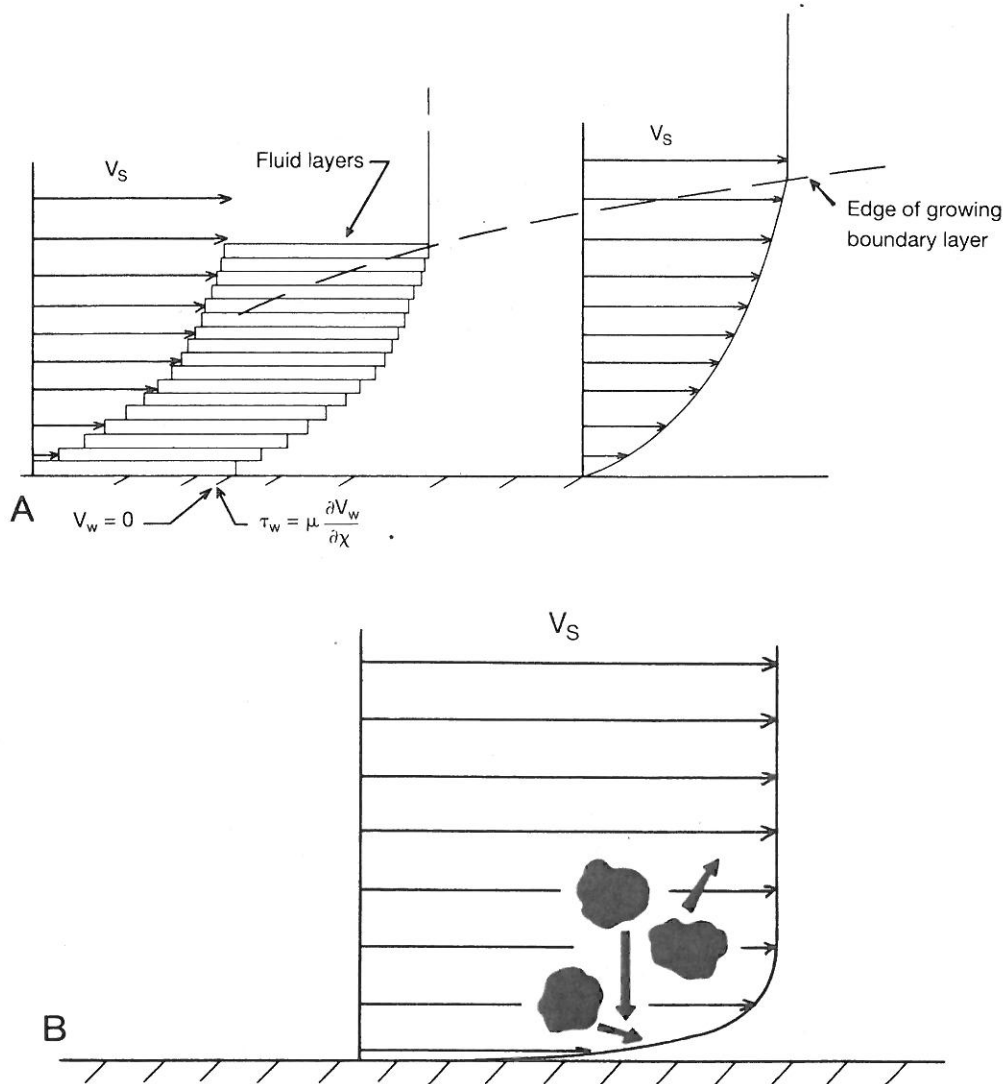 V_S
Fluid layers
V_S
Edge of growing
boundary layer
A
V_w = 0
τ_w = μ ∂V_w/∂χ
V_S
B